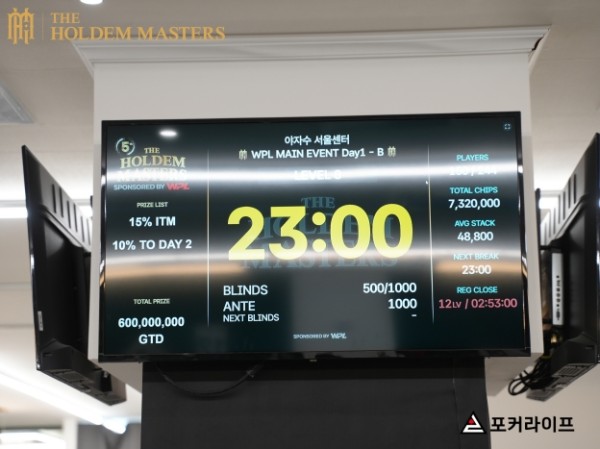 THE
HOLDEM MASTERS
5
THE
HOLDEM
MASTERS
SPONSORED BY WPL
PRIZE LIST
15% ITM
10% TO DAY 2
TOTAL PRIZE
600,000,000
GTD
야자수 서울센터
WPL MAIN EVENT Day1 - B
LEVEL
23:00
BLINDS 500/1000
ANTE 1000
NEXT BLINDS -
SPONSORED BY WPL
PLAYERS
TOTAL CHIPS
7,320,000
AVG STACK
48,800
NEXT BREAK
23:00
REG CLOSE
12LV / 02:53:00
포커라이프